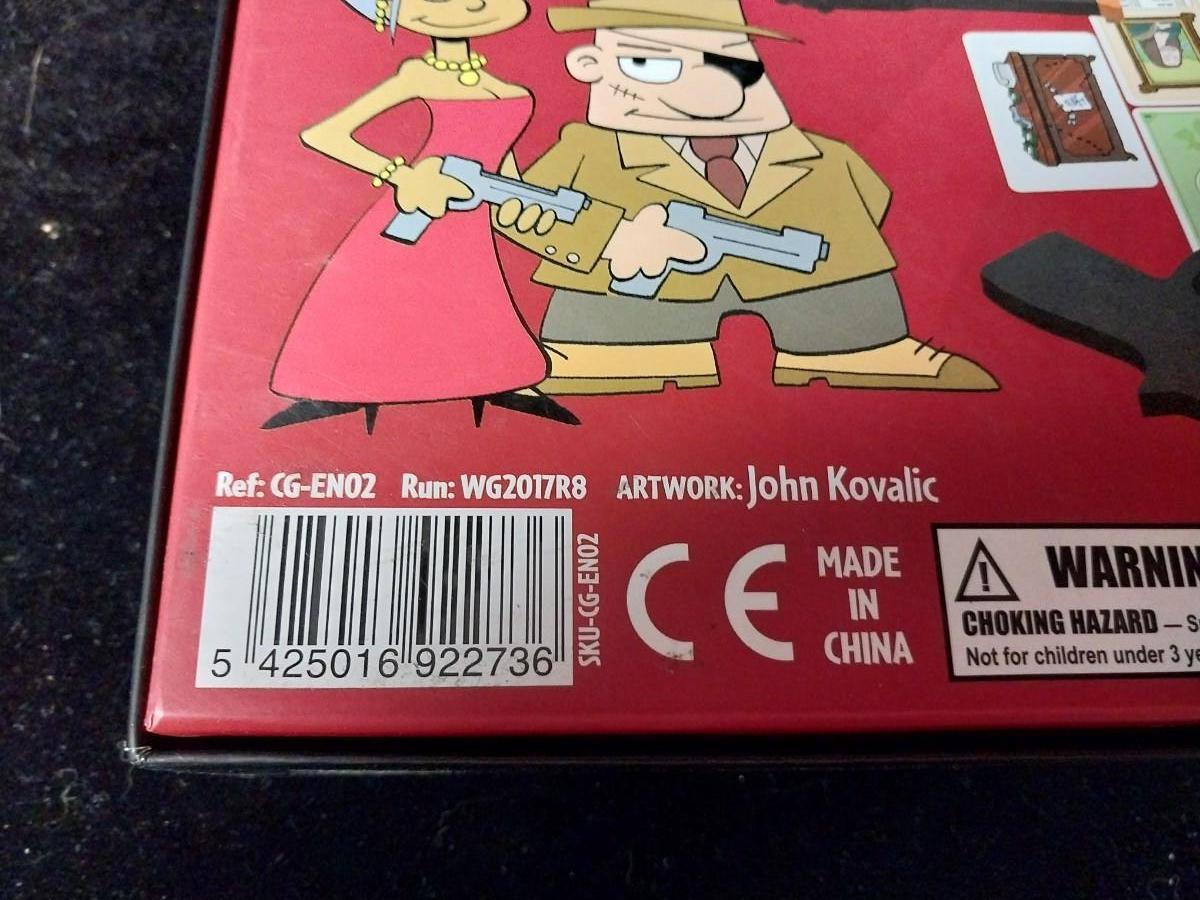 Ref: CG-EN02 Run: WG2017R8 ARTWORK: John Kovalic
5 425016 922736
SKU-CG-EN02
CE
MADE
IN
CHINA
WARNIN
CHOKING HAZARD —
Not for children under 3